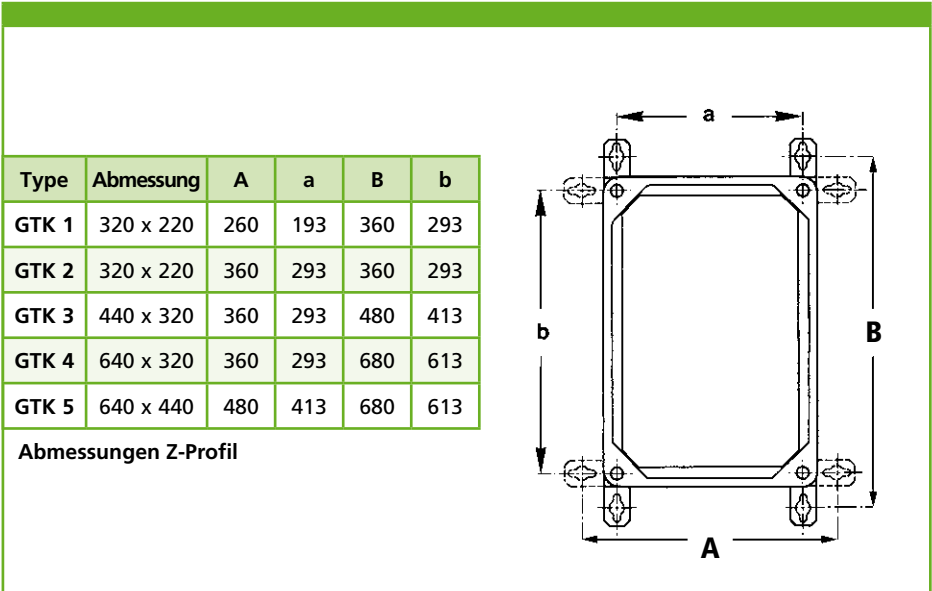 Type Abmessung A a B b
GTK 1 320 x 220 260 193 360 293
GTK 2 320 x 220 360 293 360 293
GTK 3 440 x 320 360 293 480 413
GTK 4 640 x 320 360 293 680 613
GTK 5 640 x 440 480 413 680 613
Abmessungen Z-Profil
a
b
B
A